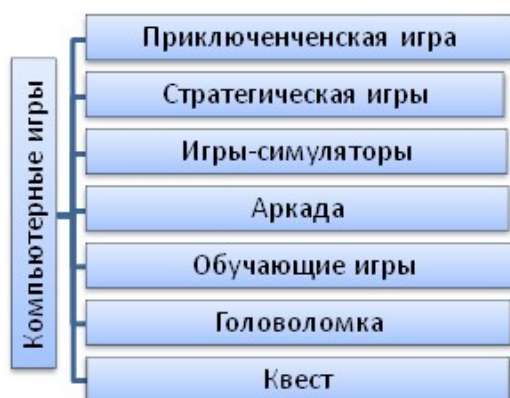 Компьютерные игры
Приключенченская игра
Стратегическая игры
Игры-симуляторы
Аркада
Обучающие игры
Головоломка
Квест